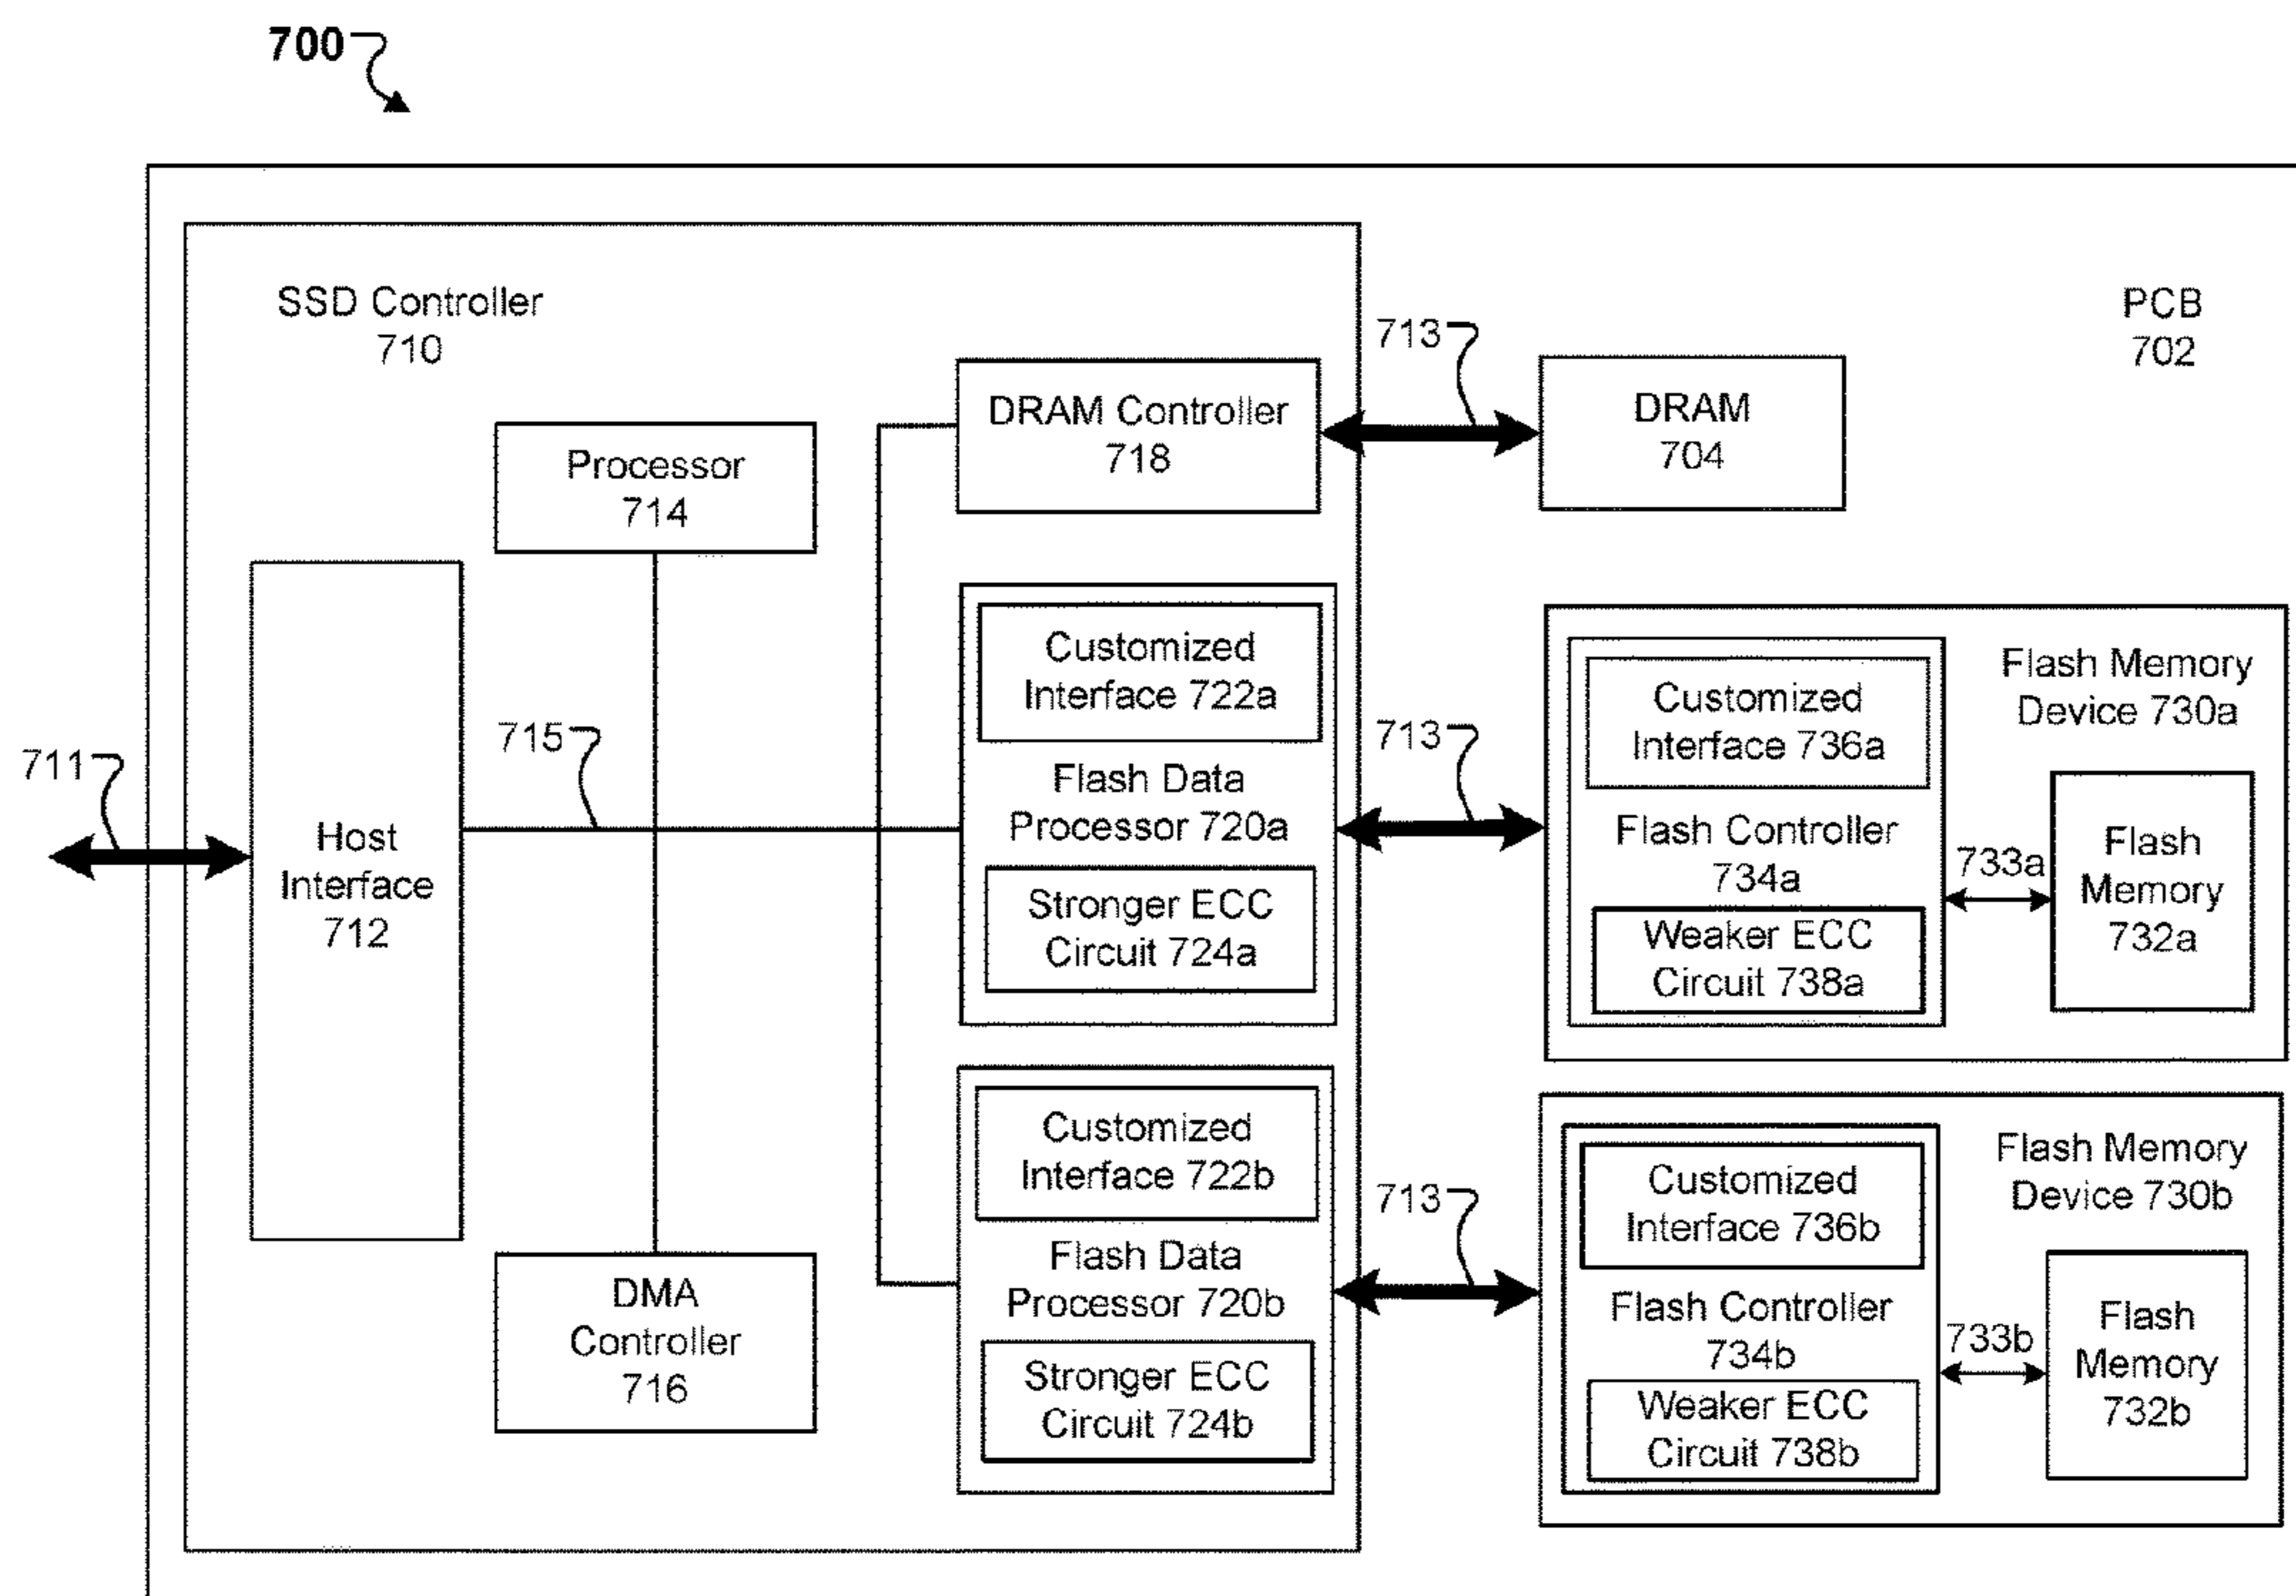 700
SSD Controller
710
PCB
702
713
DRAM Controller
718
DRAM
704
Processor
714
Customized
Interface 722a
Flash Data
Processor 720a
Stronger ECC
Circuit 724a
713
Customized
Interface 736a
Flash Controller
734a
Weaker ECC
Circuit 738a
Flash Memory
Device 730a
733a
Flash
Memory
732a
711
715
Host
Interface
712
DMA
Controller
716
Customized
Interface 722b
Flash Data
Processor 720b
Stronger ECC
Circuit 724b
713
Customized
Interface 736b
Flash Controller
734b
Weaker ECC
Circuit 738b
Flash Memory
Device 730b
733b
Flash
Memory
732b